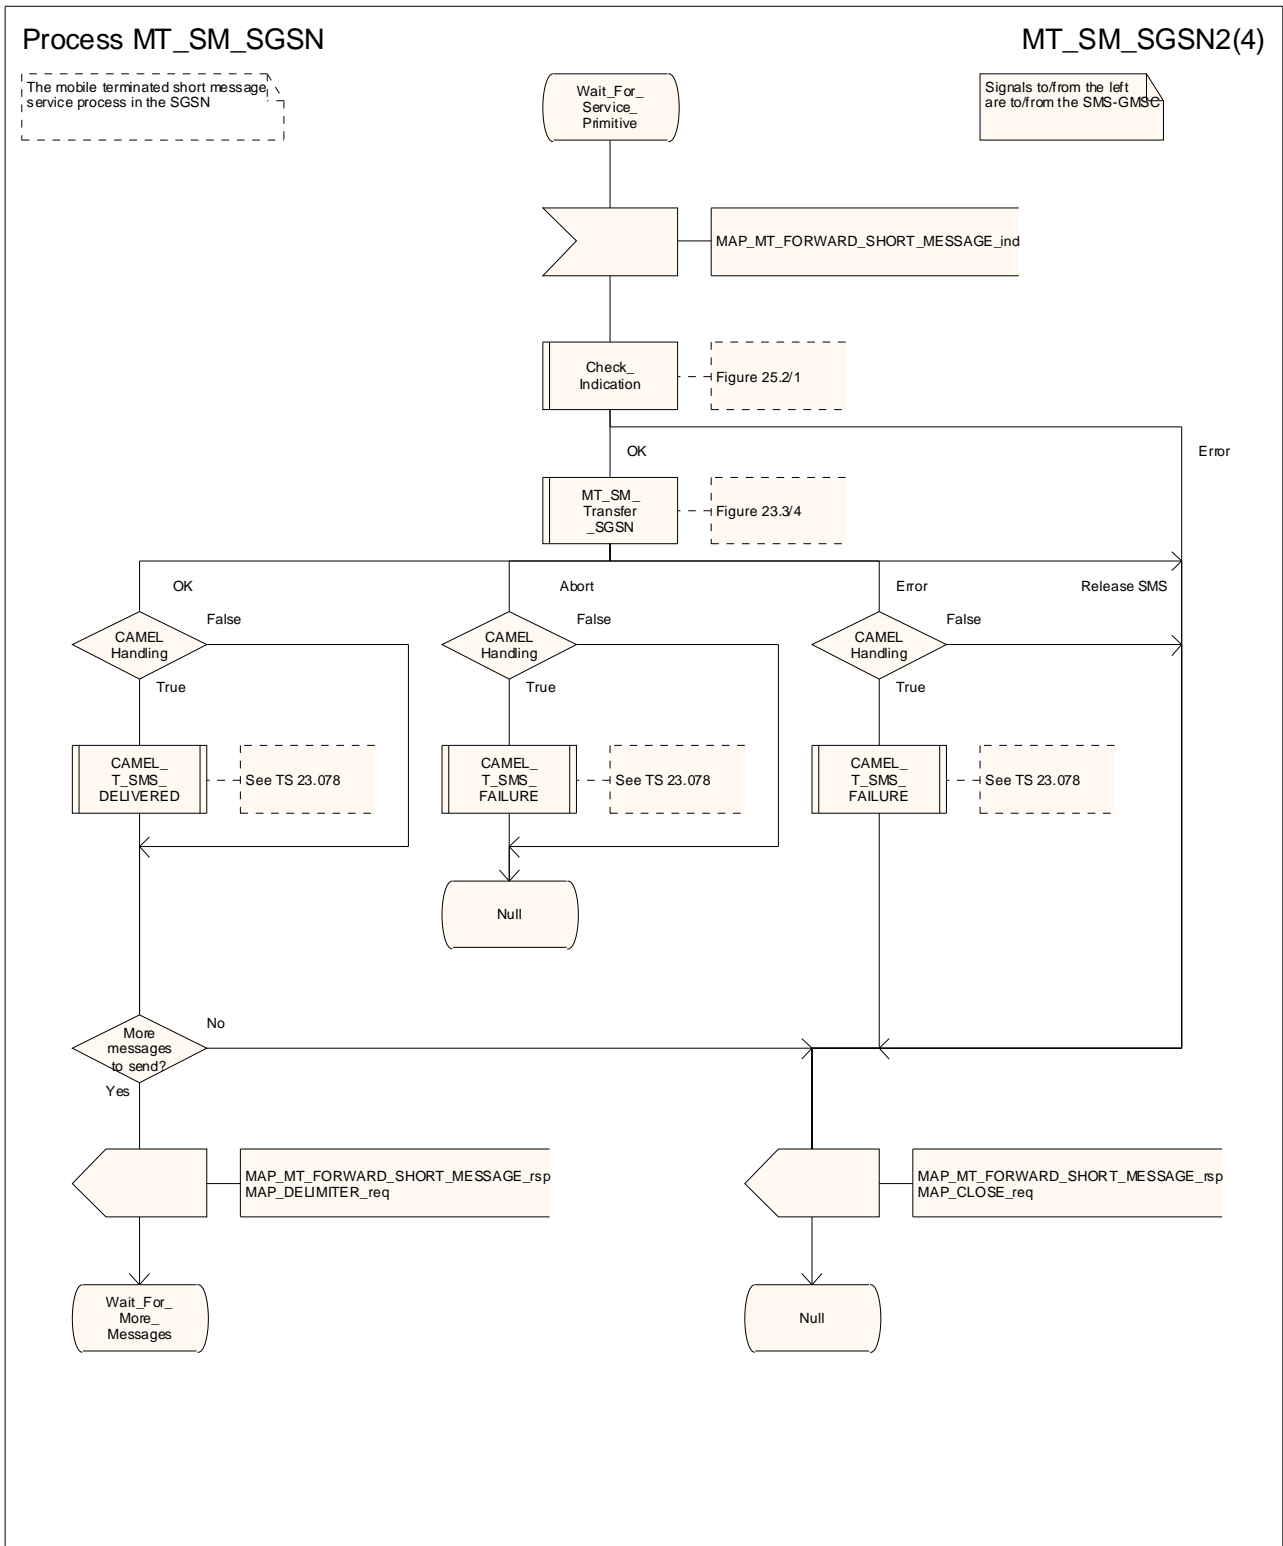 Process MT_SM_SGSN
MT_SM_SGSN2(4)
The mobile terminated short message
service process in the SGSN
Wait_For_
Service_
Primitive
Signals to/from the left
are to/from the SMS-GMSC
MAP_MT_FORWARD_SHORT_MESSAGE_ind
Check_
Indication
Figure 25.2/1
OK
Error
MT_SM_
Transfer
_SGSN
Figure 23.3/4
OK
Abort
Error
Release SMS
CAMEL
Handling
False
CAMEL
Handling
False
CAMEL
Handling
False
True
True
True
CAMEL_
T_SMS_
DELIVERED
See TS 23.078
CAMEL_
T_SMS_
FAILURE
See TS 23.078
CAMEL_
T_SMS_
FAILURE
See TS 23.078
Null
More
messages
to send?
No
Yes
MAP_MT_FORWARD_SHORT_MESSAGE_rsp
MAP_DELIMITER_req
MAP_MT_FORWARD_SHORT_MESSAGE_rsp
MAP_CLOSE_req
Wait_For_
More_
Messages
Null